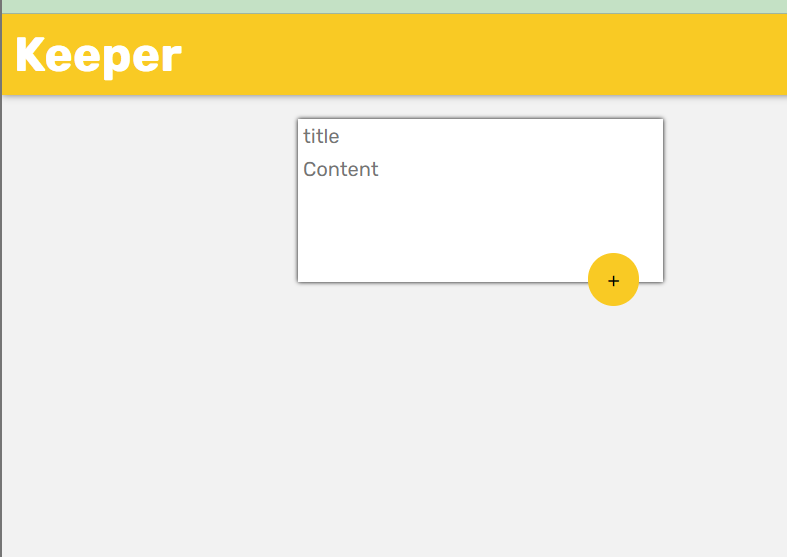 Keeper
title
Content
+